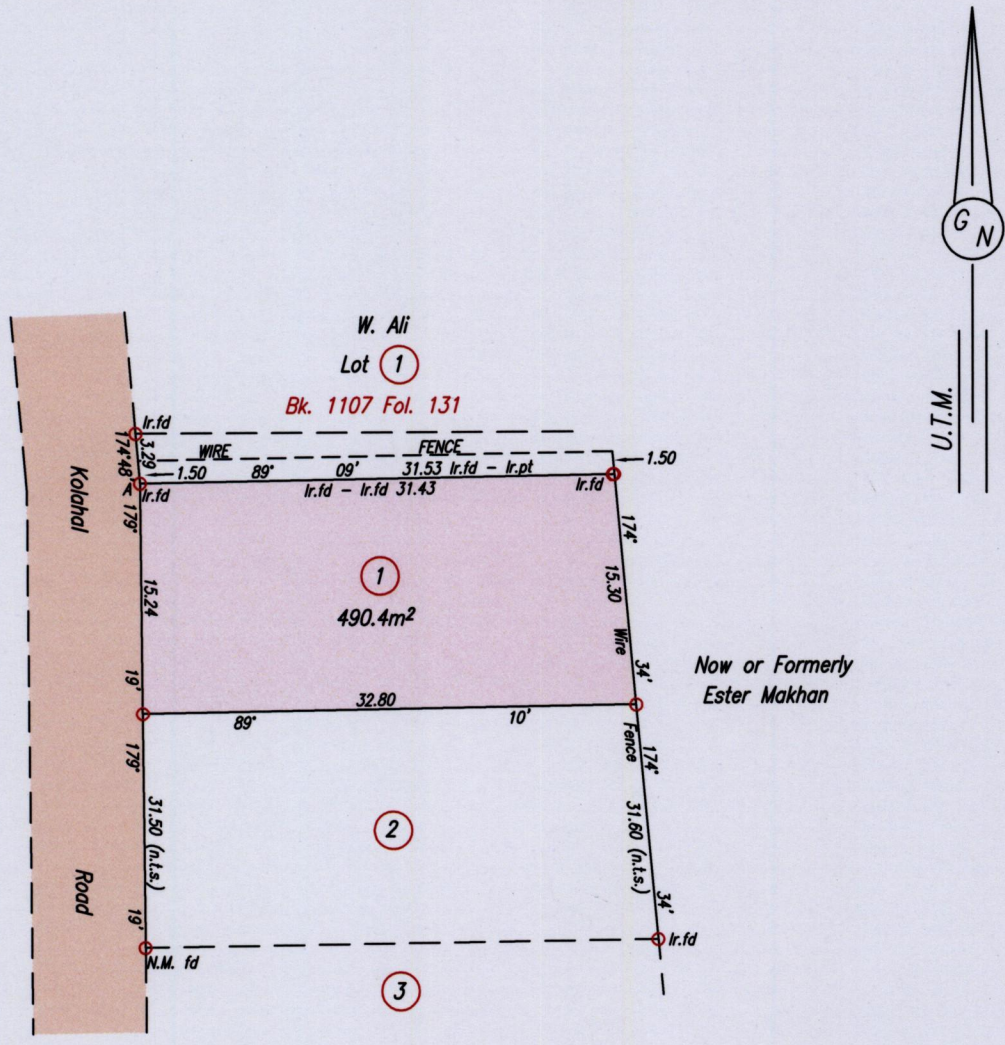 G N
U.T.M.
W. Ali
Lot 1
Bk. 1107 Fol. 131
Ir.fd
174°48'
3.29
WIRE FENCE
1.50
1.50
89° 09' 31.53 Ir.fd - Ir.pt
A
Ir.fd
Ir.fd - Ir.fd 31.43
Ir.fd
Kolahal
Road
179°
15.24
19'
174°
15.30
34'
Wire
Fence
1
490.4m²
Now or Formerly
Ester Makhan
32.80
89° 10'
179°
31.50 (n.t.s.)
19'
174°
31.60 (n.t.s.)
34'
2
Ir.fd
N.M. fd
3